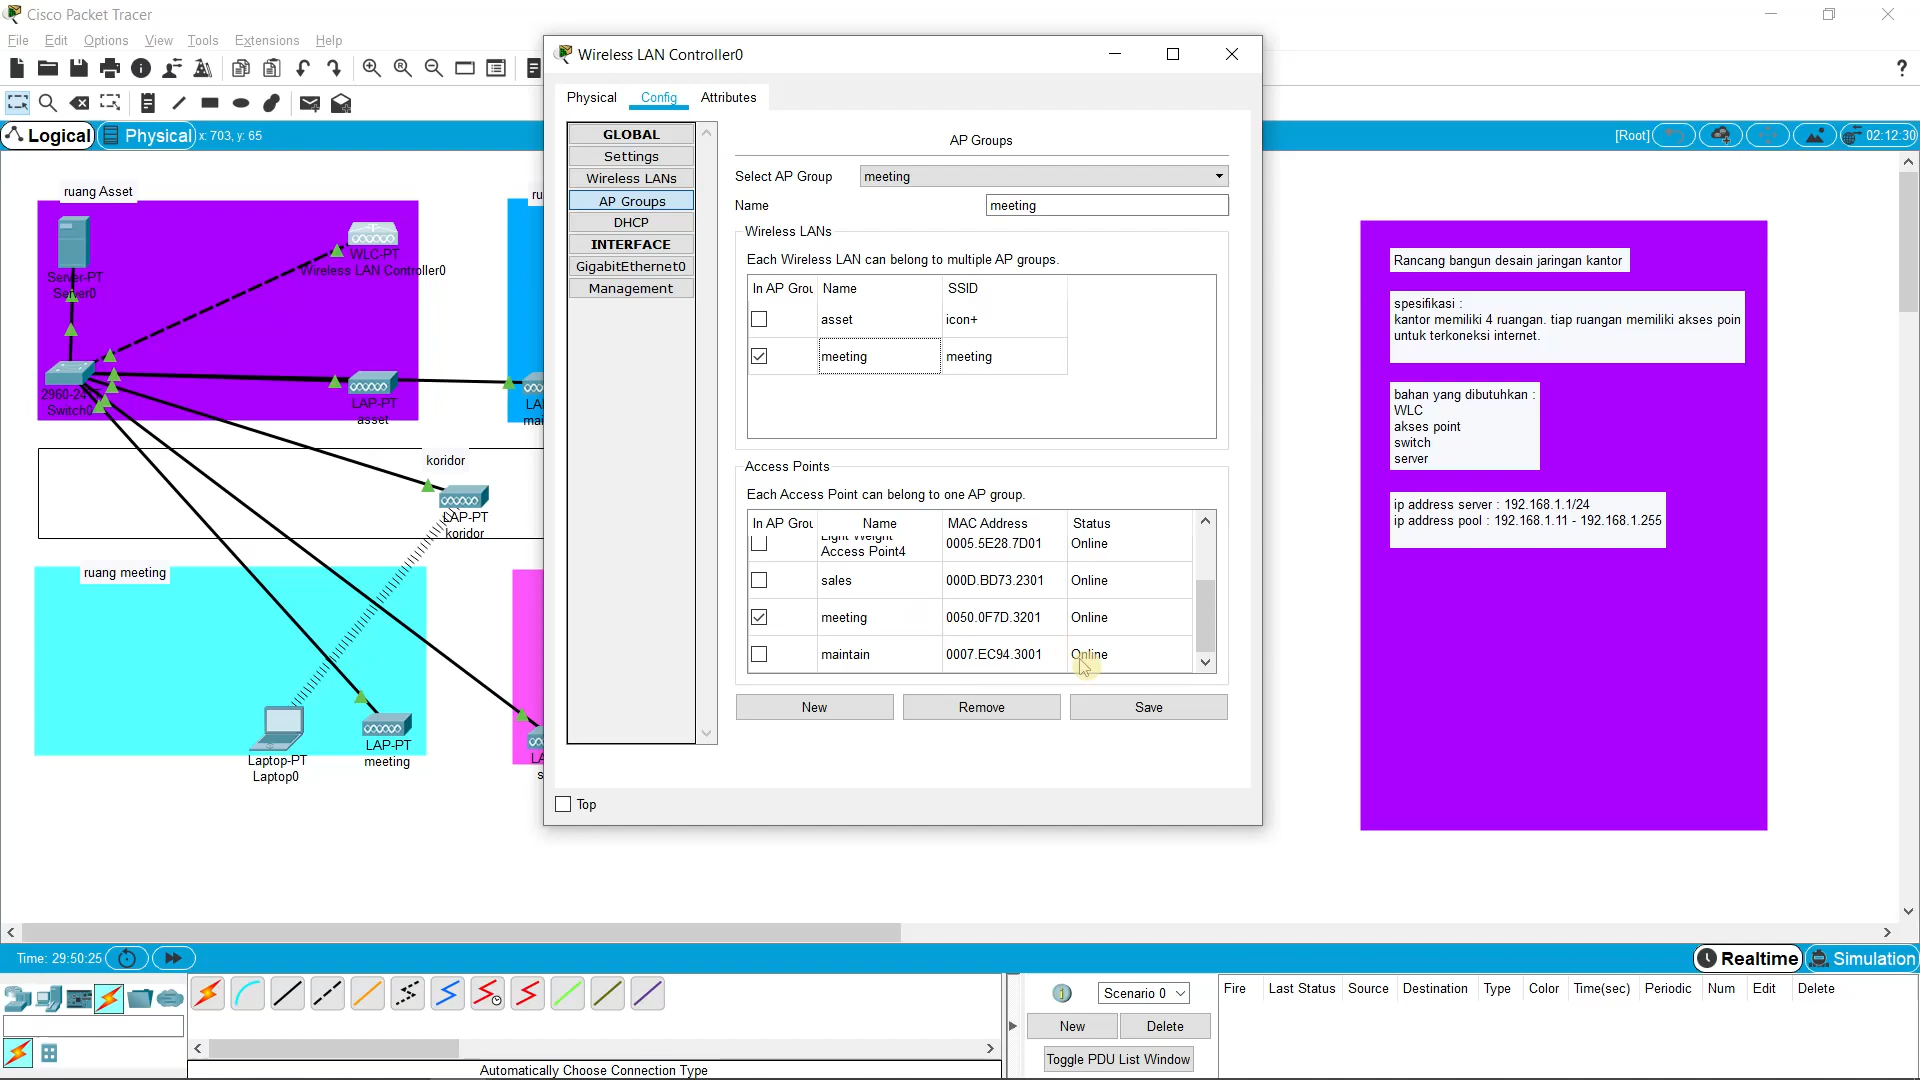 Cisco Packet Tracer
File Edit Options View Tools Extensions Help
?
Logical Physical x: 703, y: 65
[Root] 02:12:30
ruang Asset
Server-PT
Server0
WLC-PT
Wireless LAN Controller0
2960-24
Switch0
LAP-PT
asset
koridor
LAP-PT
koridor
ruang meeting
Laptop-PT
Laptop0
LAP-PT
meeting
Wireless LAN Controller0
Physical Config Attributes
GLOBAL
Settings
Wireless LANs
AP Groups
DHCP
INTERFACE
GigabitEthernet0
Management
AP Groups
Select AP Group meeting
Name meeting
Wireless LANs
Each Wireless LAN can belong to multiple AP groups.
In AP Grou Name SSID
asset icon+
meeting meeting
Access Points
Each Access Point can belong to one AP group.
In AP Grou Name MAC Address Status
Light Weight
Access Point4 0005.5E28.7D01 Online
sales 000D.BD73.2301 Online
meeting 0050.0F7D.3201 Online
maintain 0007.EC94.3001 Online
New Remove Save
Top
Rancang bangun desain jaringan kantor
spesifikasi :
kantor memiliki 4 ruangan. tiap ruangan memiliki akses poin
untuk terkoneksi internet.
bahan yang dibutuhkan :
WLC
akses point
switch
server
ip address server : 192.168.1.1/24
ip address pool : 192.168.1.11 - 192.168.1.255
Time: 29:50:25
Realtime Simulation
Scenario 0
New Delete
Toggle PDU List Window
Fire Last Status Source Destination Type Color Time(sec) Periodic Num Edit Delete
Automatically Choose Connection Type